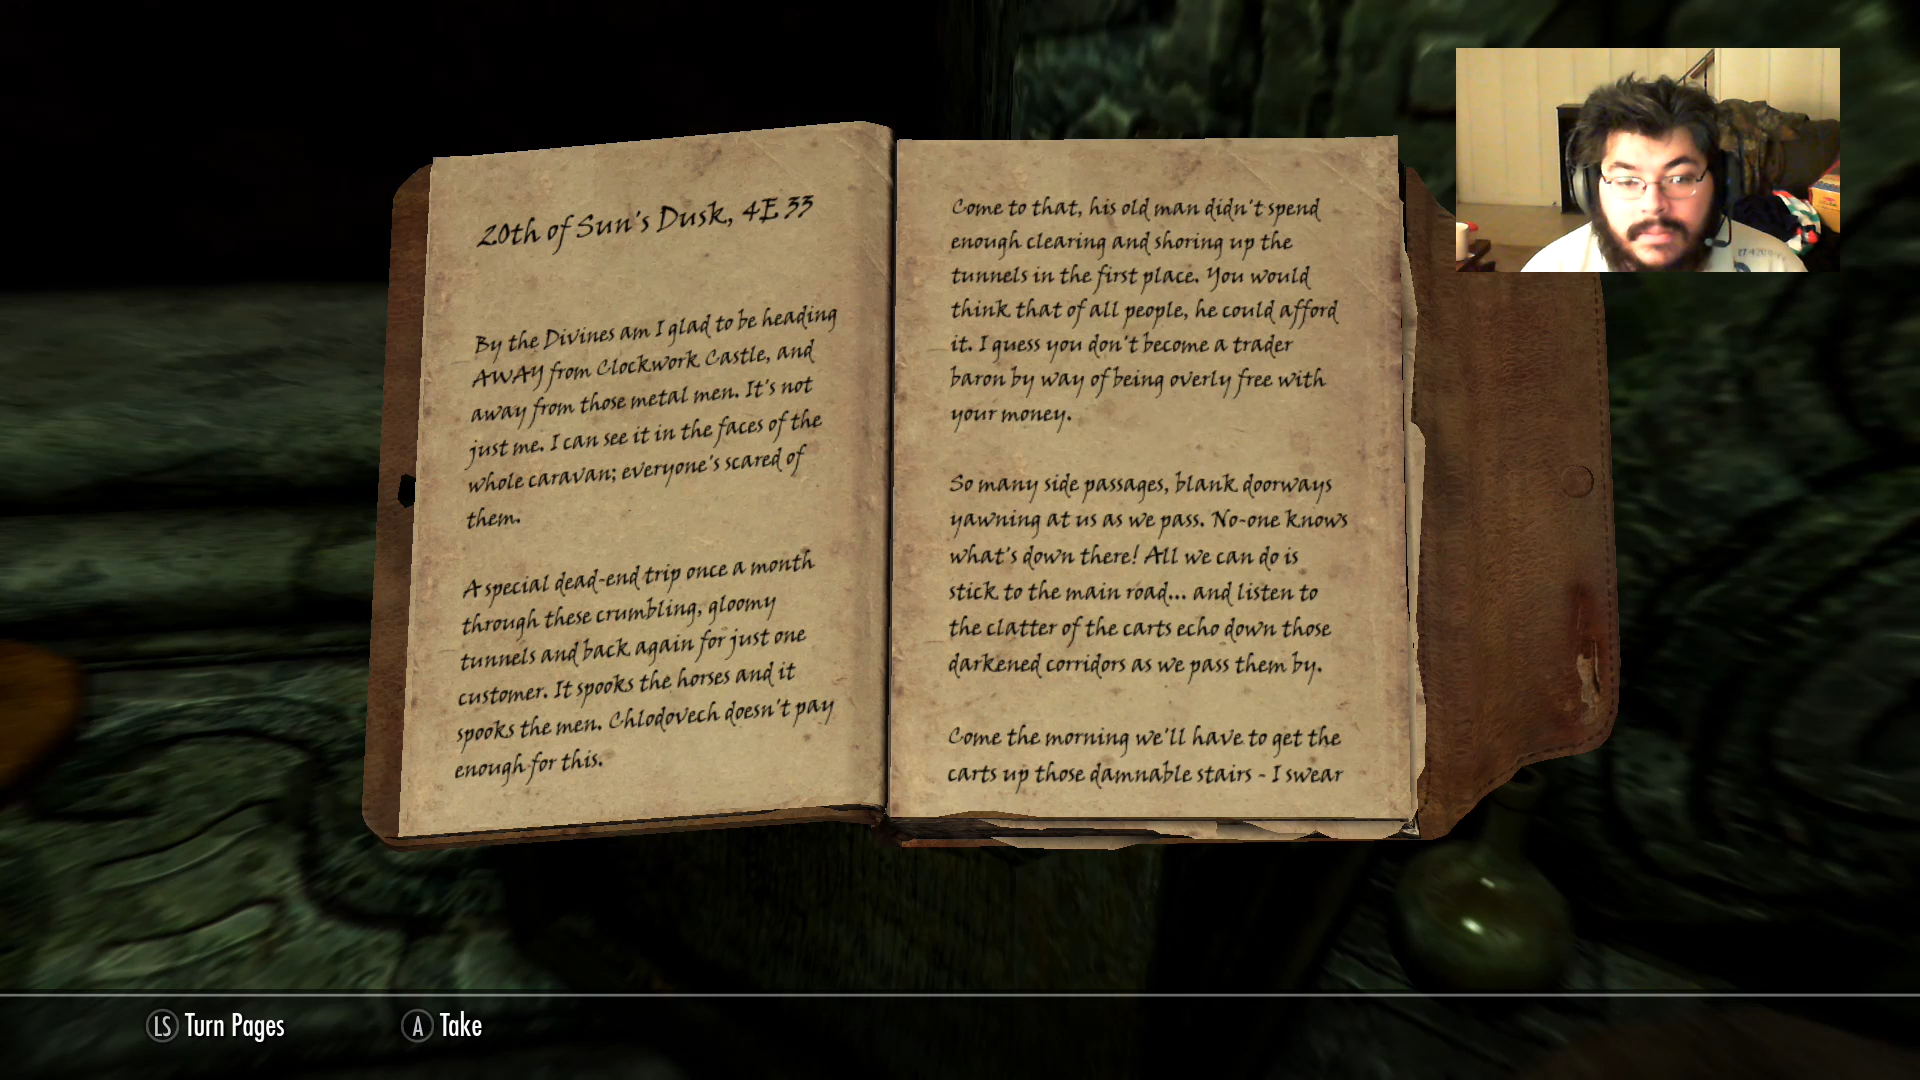 20th of Sun's Dusk, 4E 33
By the Divines am I glad to be heading
AWAY from Clockwork Castle, and
away from those metal men. It's not
just me. I can see it in the faces of the
whole caravan; everyone's scared of
them.
A special dead-end trip once a month
through these crumbling, gloomy
tunnels and back again for just one
customer. It spooks the horses and it
spooks the men. Chlodovech doesn't pay
enough for this.
Come to that, his old man didn't spend
enough clearing and shoring up the
tunnels in the first place. You would
think that of all people, he could afford
it. I guess you don't become a trader
baron by way of being overly free with
your money.
So many side passages, blank doorways
yawning at us as we pass. No-one knows
what's down there! All we can do is
stick to the main road... and listen to
the clatter of the carts echo down those
darkened corridors as we pass them by.
Come the morning we'll have to get the
carts up those damnable stairs - I swear
LS Turn Pages
A Take